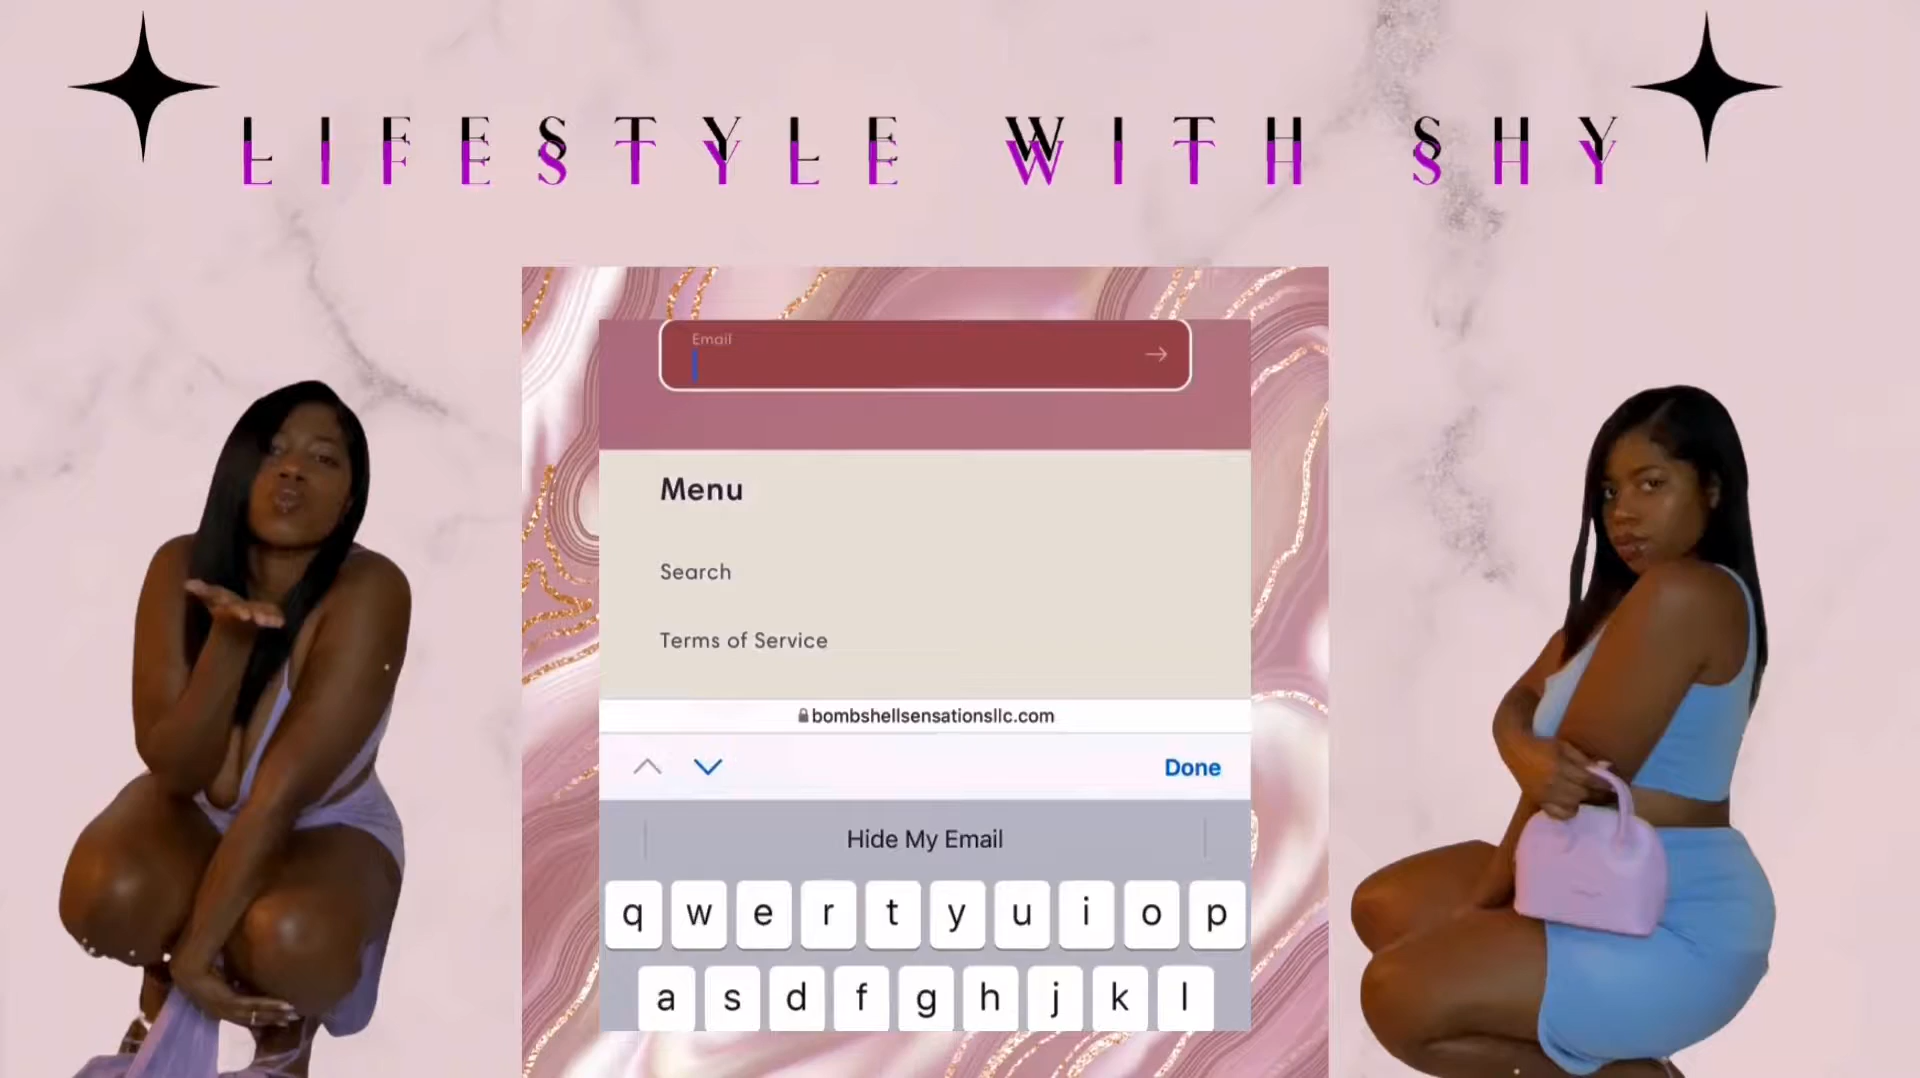 LIFESTYLE WITH SHY
Email
Menu
Search
Terms of Service
bombshellsensationsllc.com
Done
Hide My Email
q w e r t y u i o p
a s d f g h j k l